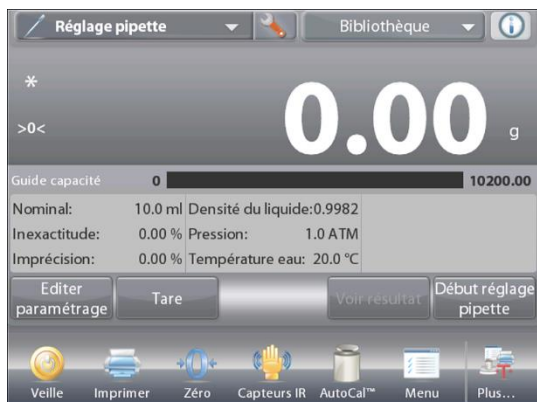 Réglage pipette Bibliothèque
*
0.00 g
>0<
Guide capacité 0 10200.00
Nominal: 10.0 ml Densité du liquide:0.9982
Inexactitude: 0.00 % Pression: 1.0 ATM
Imprécision: 0.00 % Température eau: 20.0 °C
Editer paramétrage
Tare
Voir résultat
Début réglage pipette
Veille Imprimer Zéro Capteurs IR AutoCal™ Menu Plus...